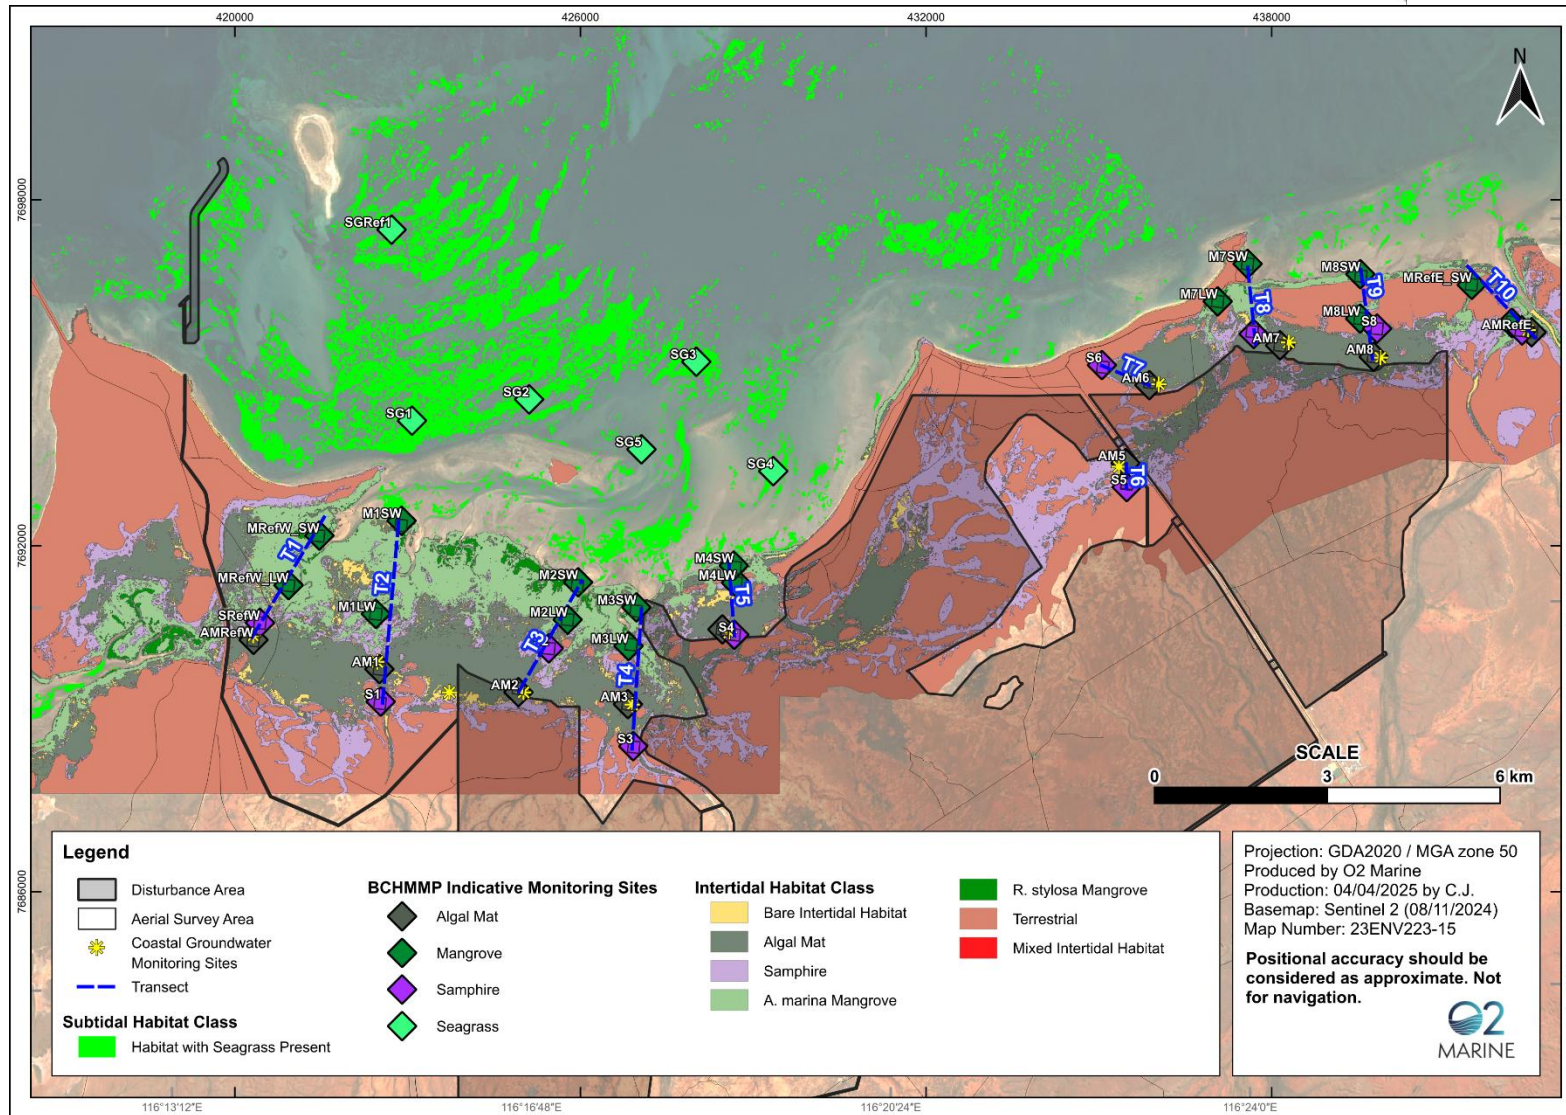 420000
426000
432000
438000
N
7698000
SGRef1
M7SW
M8SW
MRefE_SW
T10
M7LW
T8
T9
M8LW
S8
AMRefE
AM7
AM8
SG3
S6
T7
AM6
SG2
SG1
SG5
SG4
AM5
S5
T6
M1SW
MRefW_SW
7692000
T1
M4SW
M4LW
M2SW
MRefW_LW
T2
M3SW
T5
M1LW
M2LW
SRefW
S4
AMRefW
T3
M3LW
AM1
T4
AM2
S1
AM3
S3
SCALE
0
3
6 km
7686000
Legend
Disturbance Area
Aerial Survey Area
Coastal Groundwater
Monitoring Sites
Transect
Subtidal Habitat Class
Habitat with Seagrass Present
BCHMMP Indicative Monitoring Sites
Algal Mat
Mangrove
Samphire
Seagrass
Intertidal Habitat Class
Bare Intertidal Habitat
Algal Mat
Samphire
A. marina Mangrove
R. stylosa Mangrove
Terrestrial
Mixed Intertidal Habitat
Projection: GDA2020 / MGA zone 50
Produced by O2 Marine
Production: 04/04/2025 by C.J.
Basemap: Sentinel 2 (08/11/2024)
Map Number: 23ENV223-15
Positional accuracy should be
considered as approximate. Not
for navigation.
O2
MARINE
116°13'12"E
116°16'48"E
116°20'24"E
116°24'0"E